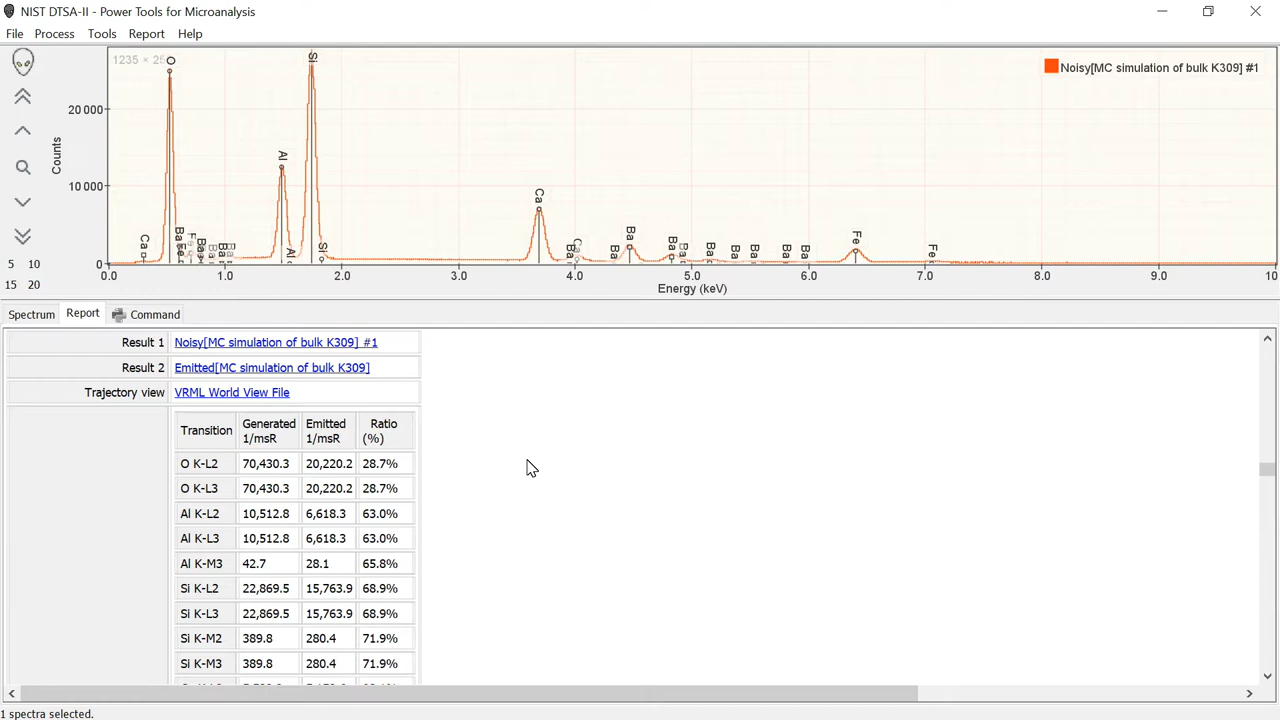 NIST DTSA-II - Power Tools for Microanalysis
File Process Tools Report Help
1235 × 25
Noisy[MC simulation of bulk K309] #1
Counts
20 000
10 000
0
O
Si
Al
Ca
Ca
Ba
Fe
Ba
Al
Si
Ba
Ca
Ba
Ba
Ba
Ba
Ba
Ba
Ba
Ba
Ba
Fe
Fe
0.0 1.0 2.0 3.0 4.0 5.0 6.0 7.0 8.0 9.0 10
Energy (keV)
5 10
15 20
Spectrum Report Command
Result 1 Noisy[MC simulation of bulk K309] #1
Result 2 Emitted[MC simulation of bulk K309]
Trajectory view VRML World View File
Transition Generated 1/msR Emitted 1/msR Ratio (%)
O K-L2 70,430.3 20,220.2 28.7%
O K-L3 70,430.3 20,220.2 28.7%
Al K-L2 10,512.8 6,618.3 63.0%
Al K-L3 10,512.8 6,618.3 63.0%
Al K-M3 42.7 28.1 65.8%
Si K-L2 22,869.5 15,763.9 68.9%
Si K-L3 22,869.5 15,763.9 68.9%
Si K-M2 389.8 280.4 71.9%
Si K-M3 389.8 280.4 71.9%
1 spectra selected.